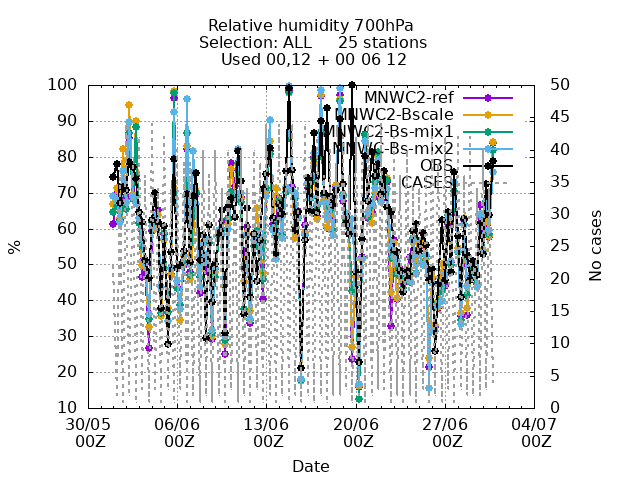 Relative humidity 700hPa
Selection: ALL 25 stations
Used 00,12 + 00 06 12
100
90
80
70
60
50
40
30
20
10
%
50
45
40
35
30
25
20
15
10
5
0
No cases
MNWC2-ref
MNWC2-Bscale
MNWC2-Bs-mix1
MNWC-Bs-mix2
OBS
CASES
30/05 06/06 13/06 20/06 27/06 04/07
00Z 00Z 00Z 00Z 00Z 00Z
Date